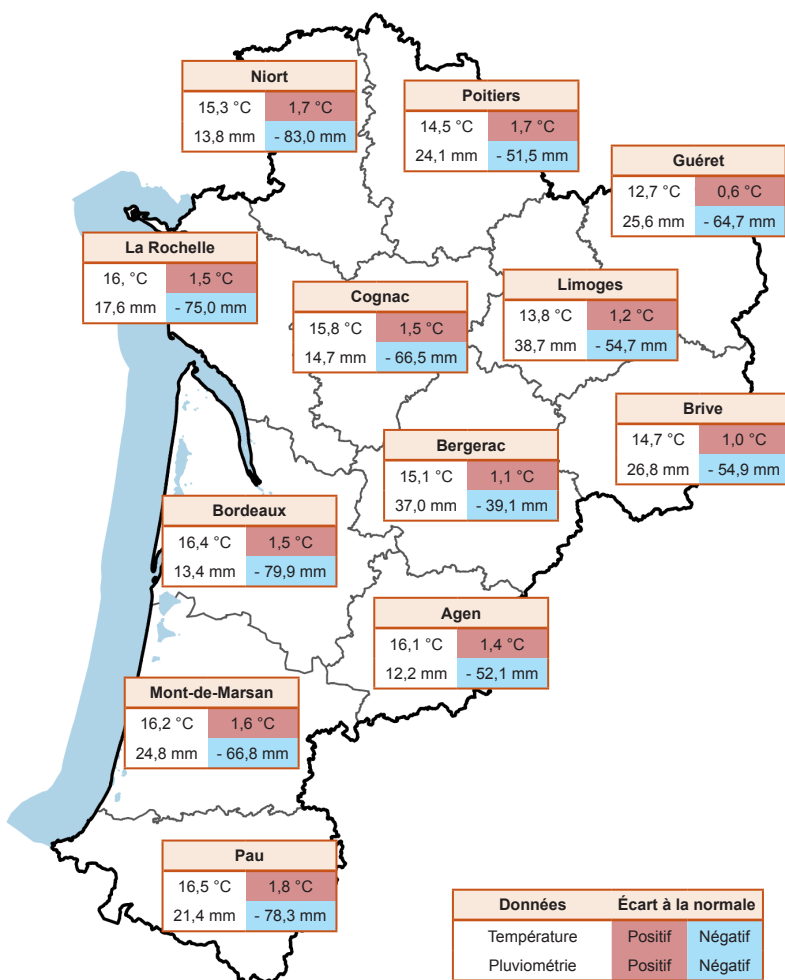 Niort
15,3 °C 1,7 °C
13,8 mm - 83,0 mm
Poitiers
14,5 °C 1,7 °C
24,1 mm - 51,5 mm
Guéret
12,7 °C 0,6 °C
25,6 mm - 64,7 mm
La Rochelle
16, °C 1,5 °C
17,6 mm - 75,0 mm
Cognac
15,8 °C 1,5 °C
14,7 mm - 66,5 mm
Limoges
13,8 °C 1,2 °C
38,7 mm - 54,7 mm
Brive
14,7 °C 1,0 °C
26,8 mm - 54,9 mm
Bergerac
15,1 °C 1,1 °C
37,0 mm - 39,1 mm
Bordeaux
16,4 °C 1,5 °C
13,4 mm - 79,9 mm
Agen
16,1 °C 1,4 °C
12,2 mm - 52,1 mm
Mont-de-Marsan
16,2 °C 1,6 °C
24,8 mm - 66,8 mm
Pau
16,5 °C 1,8 °C
21,4 mm - 78,3 mm
Données Écart à la normale
Température Positif Négatif
Pluviométrie Positif Négatif